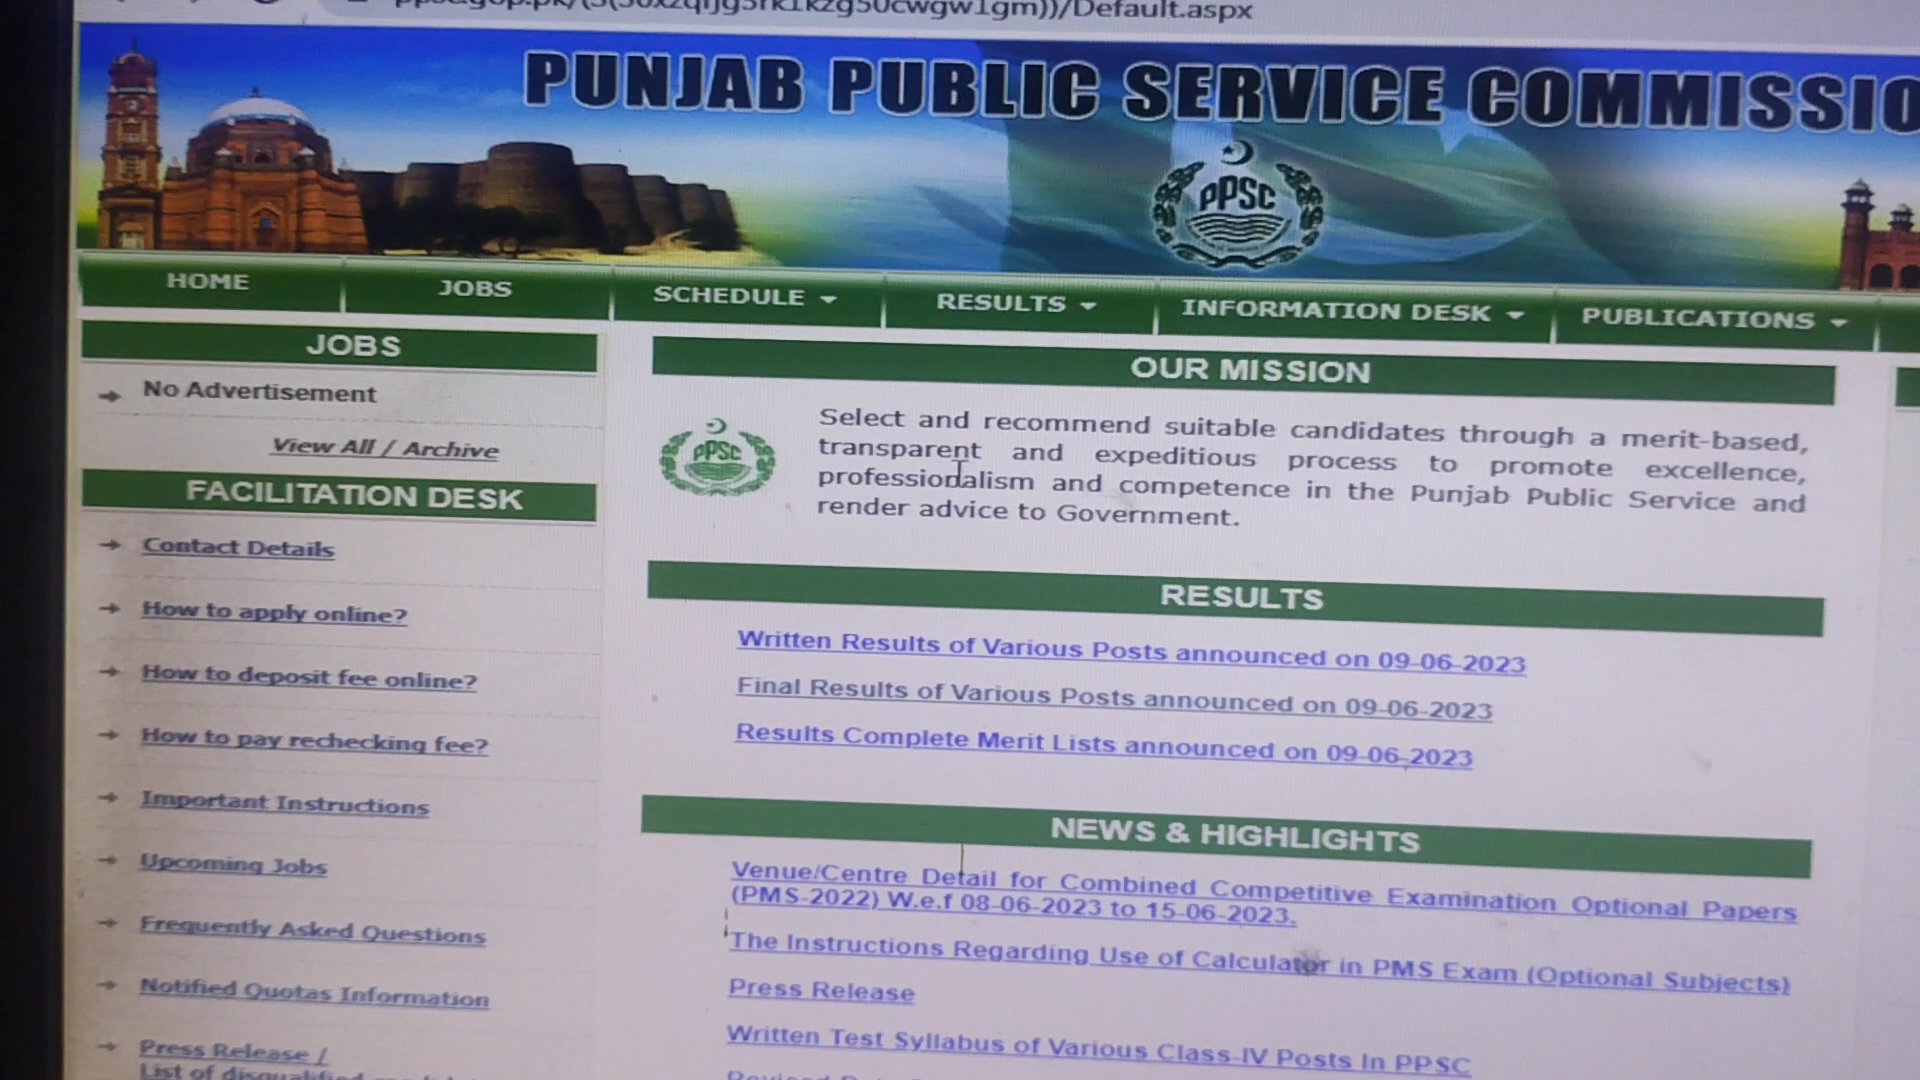 /Default.aspx
PUNJAB PUBLIC SERVICE COMMISSIO
PPSC
HOME
JOBS
SCHEDULE
RESULTS
INFORMATION DESK
PUBLICATIONS
JOBS
No Advertisement
View All / Archive
FACILITATION DESK
Contact Details
How to apply online?
How to deposit fee online?
How to pay rechecking fee?
Important Instructions
Upcoming Jobs
Frequently Asked Questions
Notified Quotas Information
Press Release /
List of disqualified
OUR MISSION
PPSC
Select and recommend suitable candidates through a merit-based,
transparent and expeditious process to promote excellence,
professionalism and competence in the Punjab Public Service and
render advice to Government.
RESULTS
Written Results of Various Posts announced on 09-06-2023
Final Results of Various Posts announced on 09-06-2023
Results Complete Merit Lists announced on 09-06-2023
NEWS & HIGHLIGHTS
Venue/Centre Detail for Combined Competitive Examination Optional Papers
(PMS-2022) W.e.f 08-06-2023 to 15-06-2023.
The Instructions Regarding Use of Calculator in PMS Exam (Optional Subjects)
Press Release
Written Test Syllabus of Various Class-IV Posts In PPSC